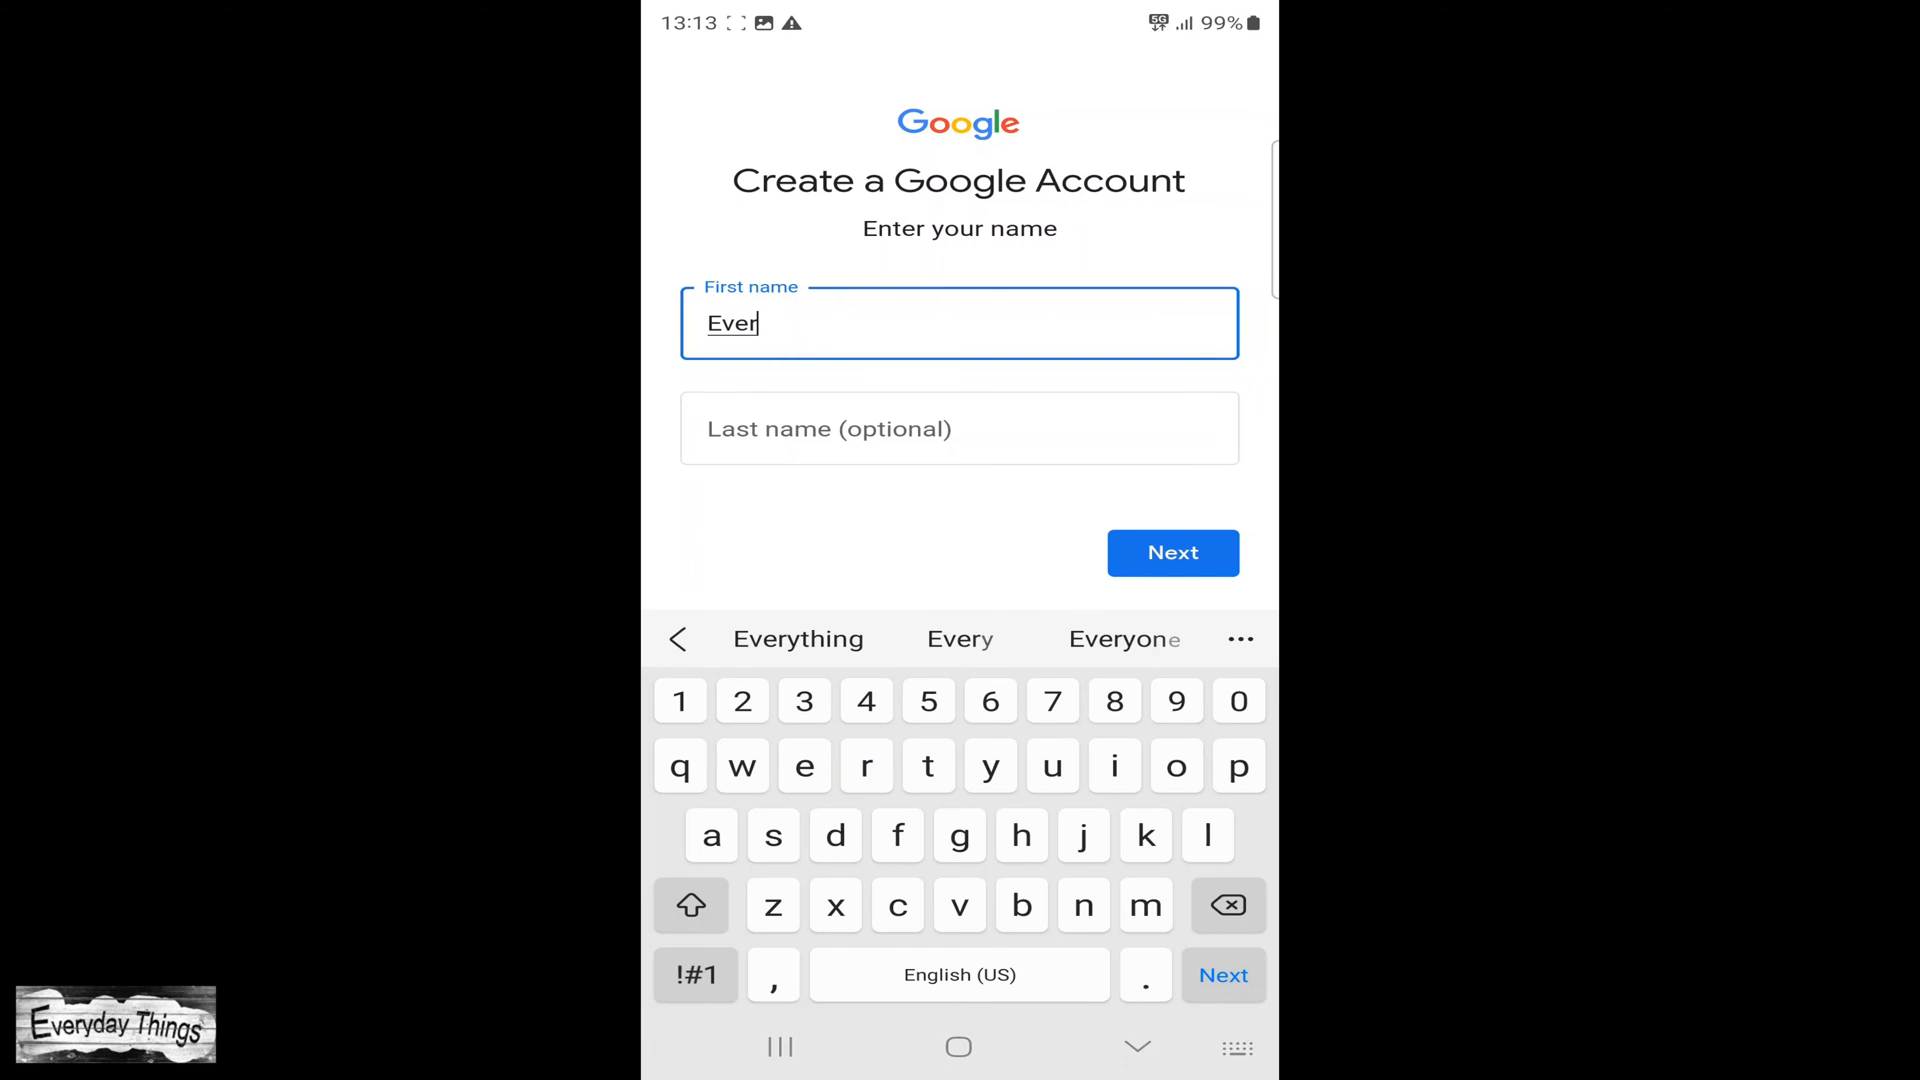 13:13 5G 99%
Google
Create a Google Account
Enter your name
First name
Ever
Last name (optional)
Next
Everything Every Everyone
1 2 3 4 5 6 7 8 9 0
q w e r t y u i o p
a s d f g h j k l
z x c v b n m
!#1 , English (US) . Next
Everyday Things